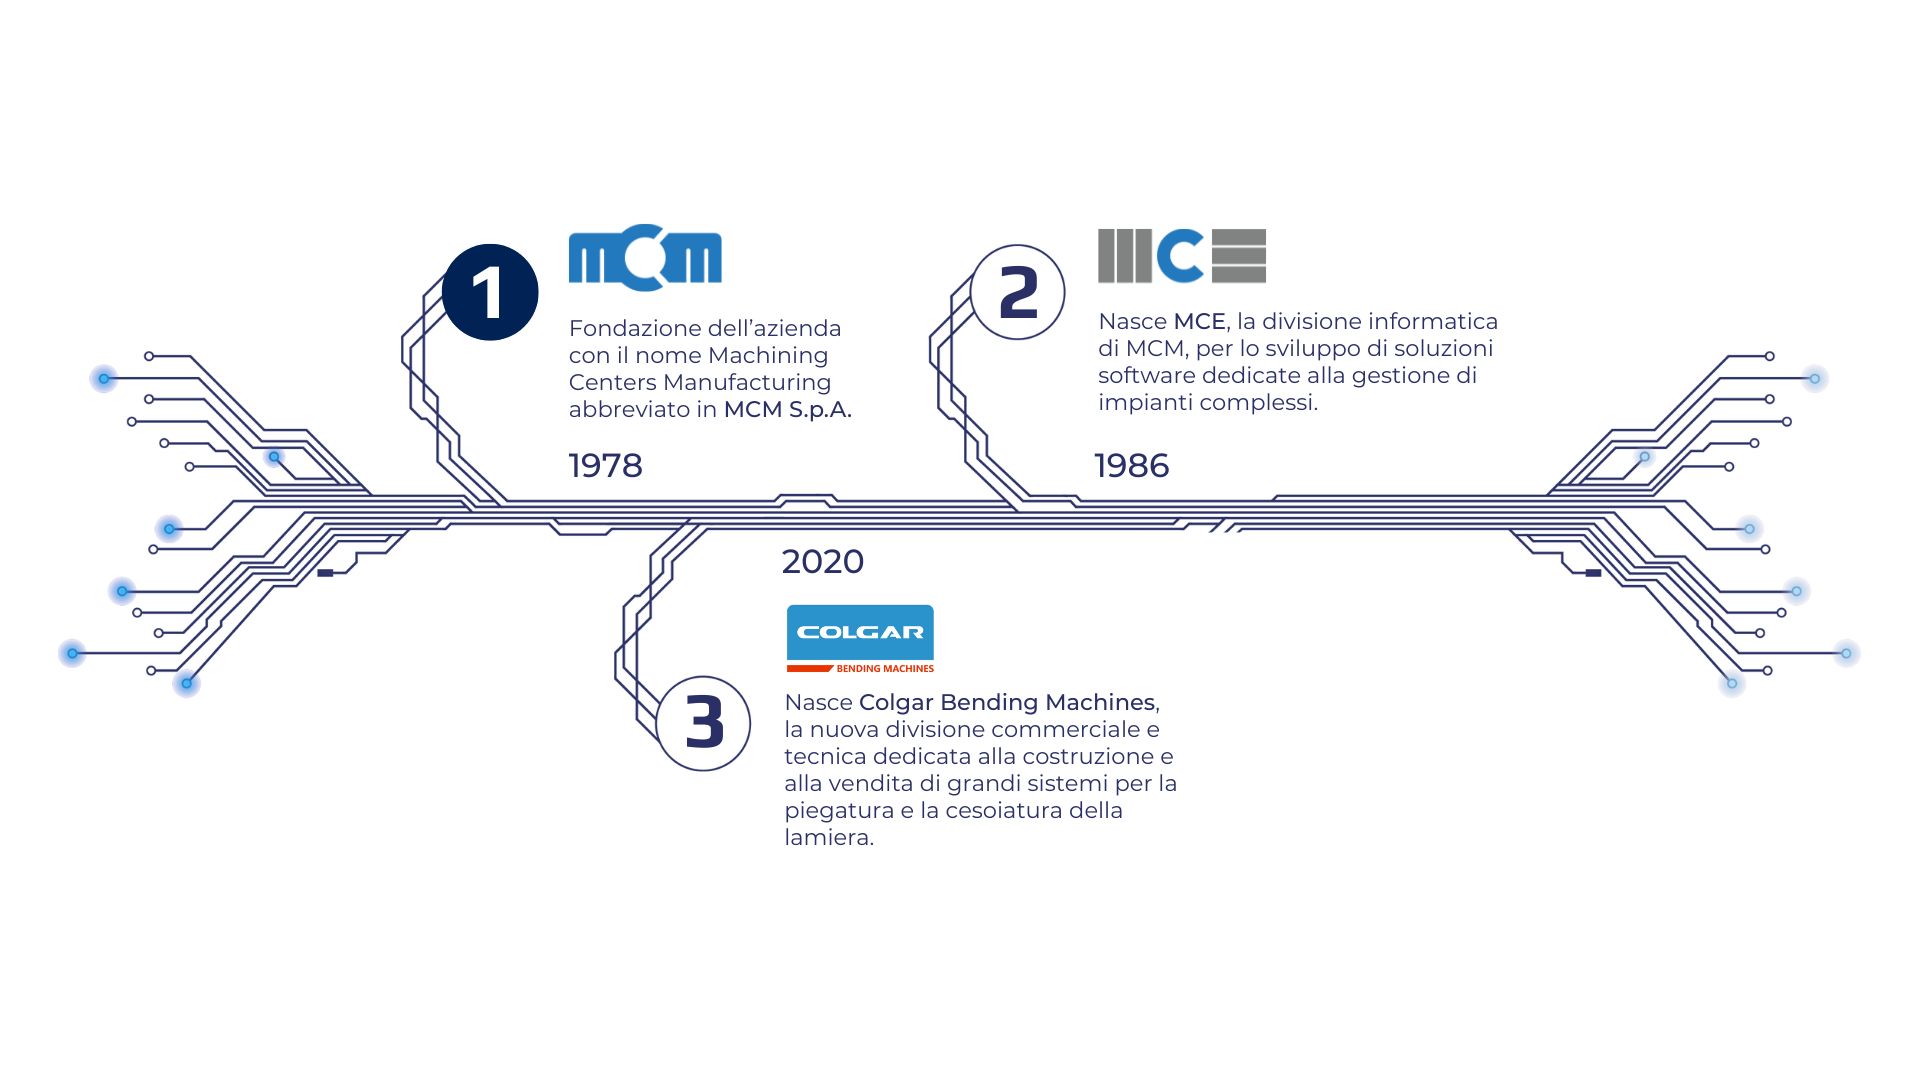 1
mcm
Fondazione dell’azienda
con il nome Machining
Centers Manufacturing
abbreviato in MCM S.p.A.
1978
2
MCE
Nasce MCE, la divisione informatica
di MCM, per lo sviluppo di soluzioni
software dedicate alla gestione di
impianti complessi.
1986
3
2020
COLGAR
BENDING MACHINES
Nasce Colgar Bending Machines,
la nuova divisione commerciale e
tecnica dedicata alla costruzione e
alla vendita di grandi sistemi per la
piegatura e la cesoiatura della
lamiera.